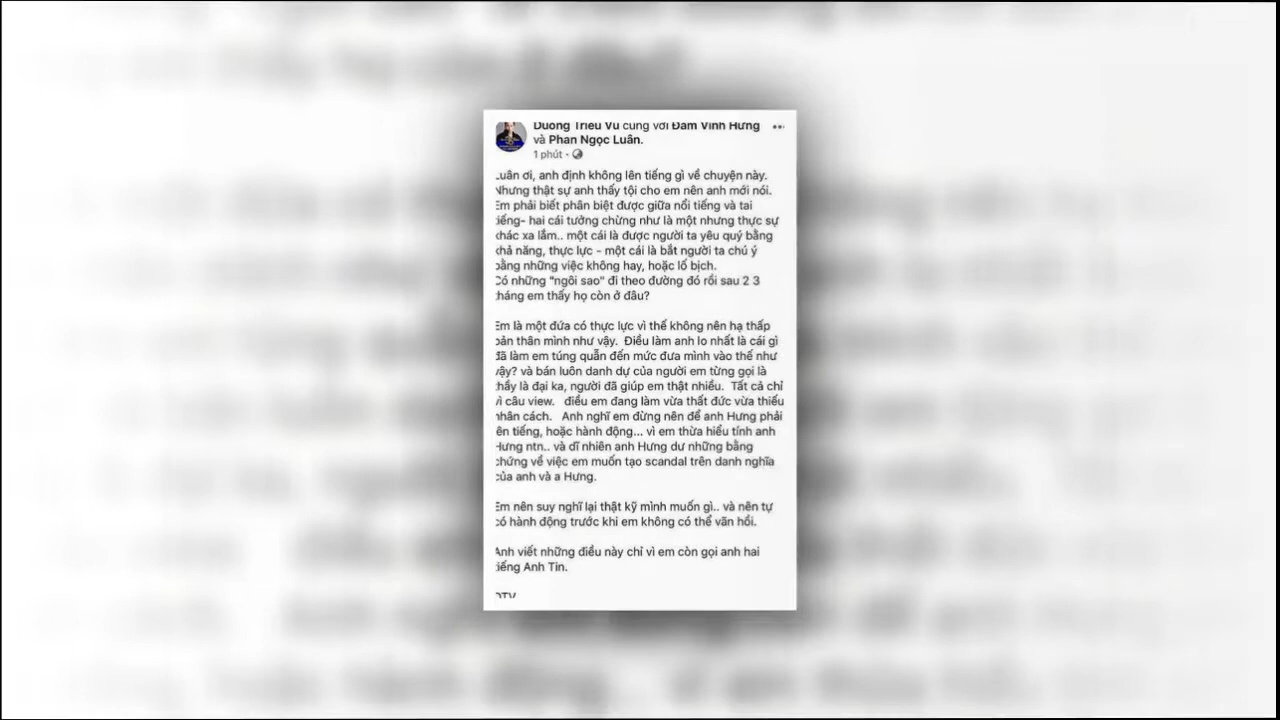 Duong Trieu Vu cùng với Đàm Vĩnh Hưng
và Phan Ngọc Luân.
1 phút ·
Luân ơi, anh định không lên tiếng gì về chuyện này.
Nhưng thật sự anh thấy tội cho em nên anh mới nói.
Em phải biết phân biệt được giữa nổi tiếng và tai
tiếng- hai cái tưởng chừng như là một nhưng thực sự
khác xa lắm.. một cái là được người ta yêu quý bằng
khả năng, thực lực - một cái là bắt người ta chú ý
bằng những việc không hay, hoặc lố bịch.
Có những "ngôi sao" đi theo đường đó rồi sau 2 3
tháng em thấy họ còn ở đâu?
Em là một đứa có thực lực vì thế không nên hạ thấp
bản thân mình như vậy. Điều làm anh lo nhất là cái gì
đã làm em túng quẫn đến mức đưa mình vào thế như
vậy? và bán luôn danh dự của người em từng gọi là
thầy là đại ka, người đã giúp em thật nhiều. Tất cả chỉ
vì câu view. điều em đang làm vừa thất đức vừa thiếu
nhân cách. Anh nghĩ em đừng nên để anh Hưng phải
lên tiếng, hoặc hành động... vì em thừa hiểu tính anh
Hưng ntn.. và dĩ nhiên anh Hưng dư những bằng
chứng về việc em muốn tạo scandal trên danh nghĩa
của anh và a Hưng.
Em nên suy nghĩ lại thật kỹ mình muốn gì.. và nên tự
có hành động trước khi em không có thể vãn hồi.
Anh viết những điều này chỉ vì em còn gọi anh hai
tiếng Anh Tin.
DTV